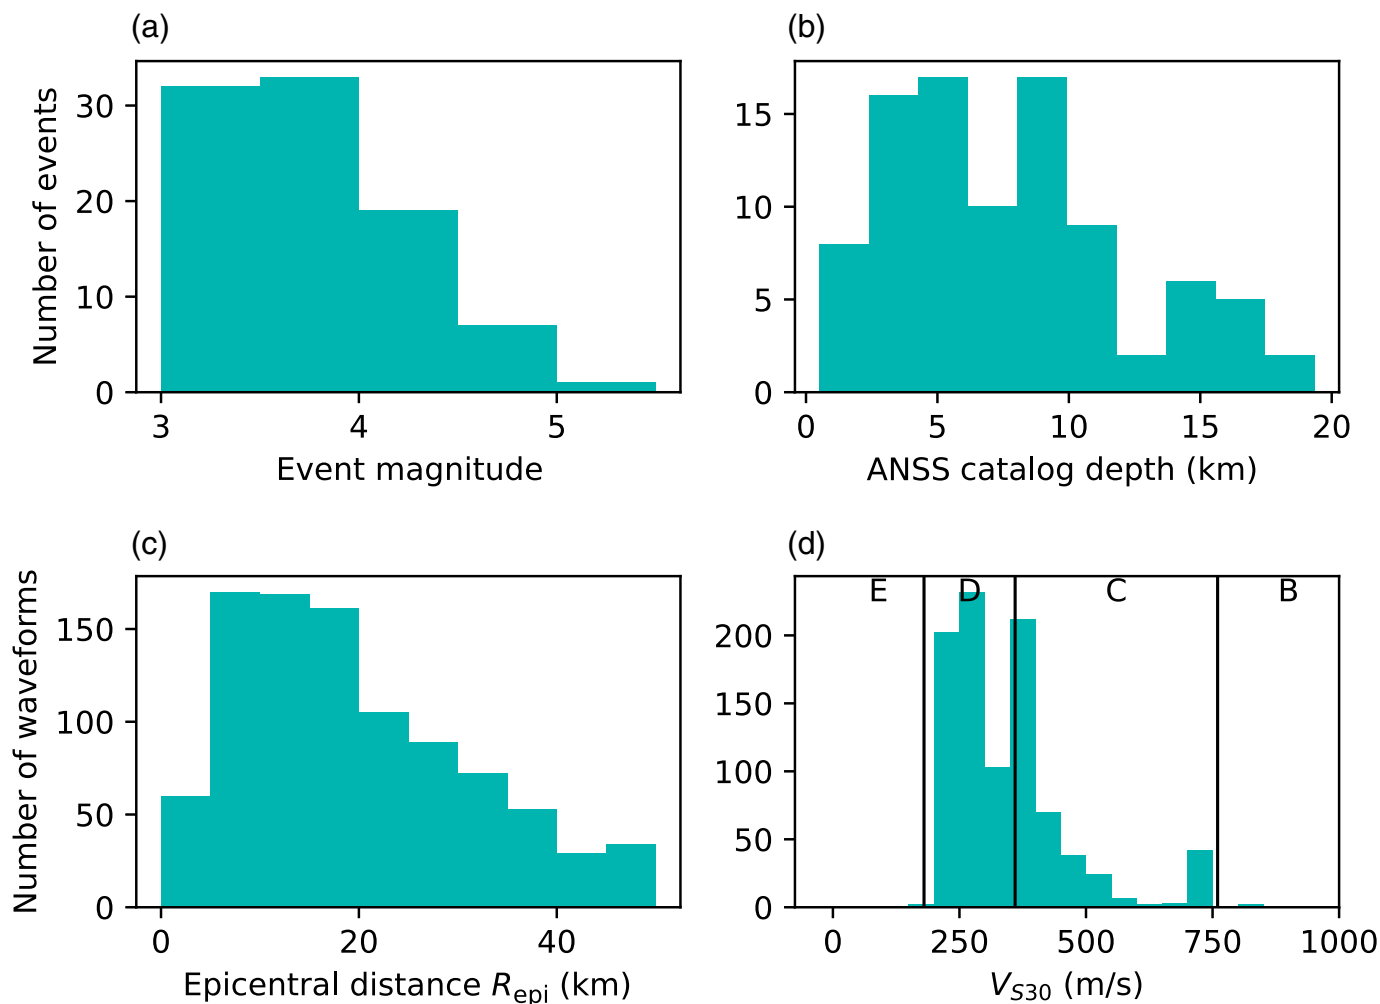 (a)
30
20
10
0
3 4 5
Number of events
Event magnitude
(b)
15
10
5
0
0 5 10 15 20
ANSS catalog depth (km)
(c)
150
100
50
0
0 20 40
Number of waveforms
Epicentral distance R_epi (km)
(d)
E D C B
200
150
100
50
0
0 250 500 750 1000
V_S30 (m/s)